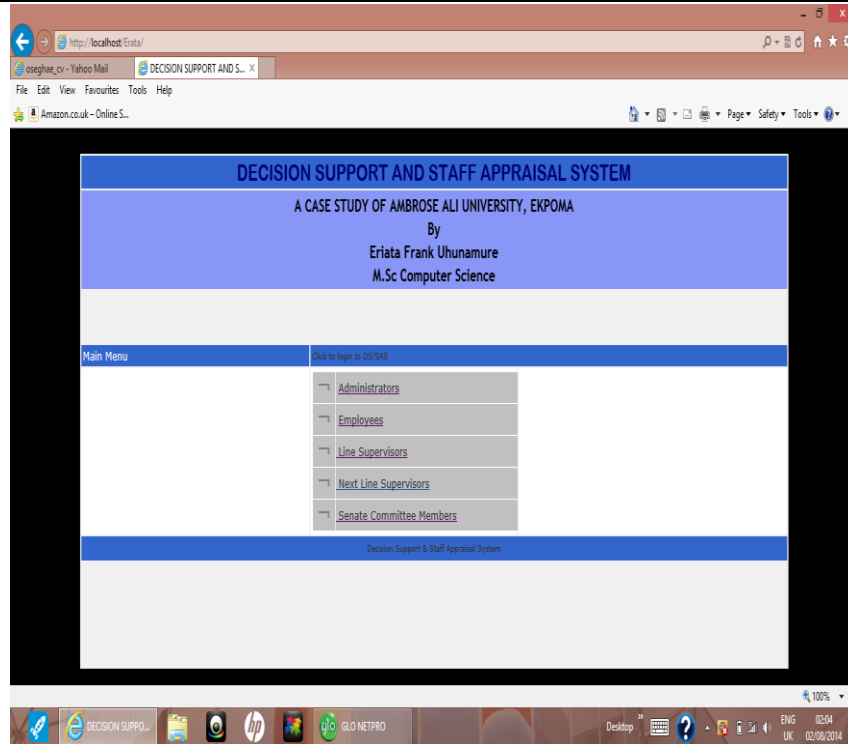 http://localhost/Erata/
oseghae_cv - Yahoo Mail
DECISION SUPPORT AND S...
File Edit View Favourites Tools Help
Amazon.co.uk – Online S...
Page Safety Tools
DECISION SUPPORT AND STAFF APPRAISAL SYSTEM
A CASE STUDY OF AMBROSE ALI UNIVERSITY, EKPOMA
By
Eriata Frank Uhunamure
M.Sc Computer Science
Main Menu
Click to login to DS/SAS
Administrators
Employees
Line Supervisors
Next Line Supervisors
Senate Committee Members
Decision Support & Staff Appraisal System
100%
DECISION SUPPO...
hp
glo
GLO NETPRO
Desktop
ENG
UK
02:04
02/08/2014